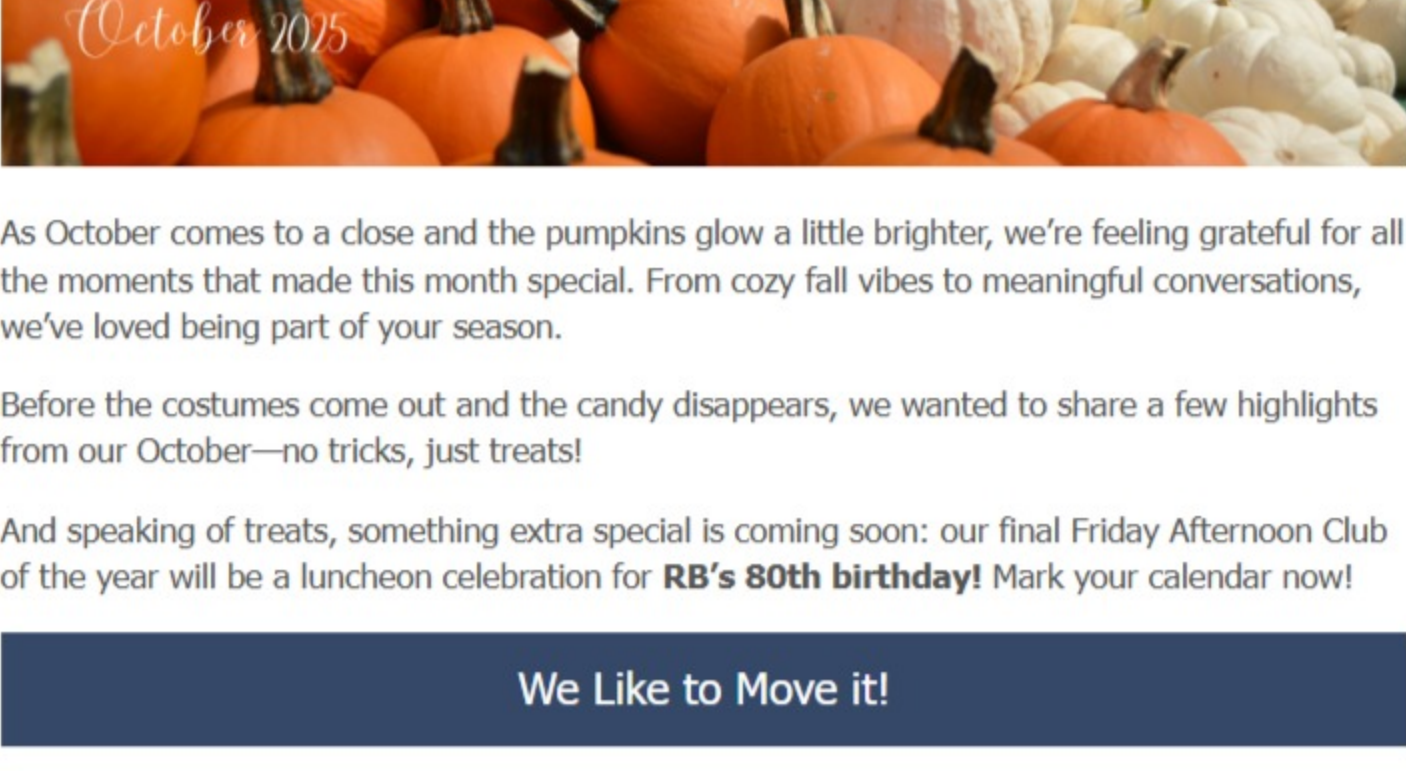 October 2025
As October comes to a close and the pumpkins glow a little brighter, we’re feeling grateful for all
the moments that made this month special. From cozy fall vibes to meaningful conversations,
we’ve loved being part of your season.
Before the costumes come out and the candy disappears, we wanted to share a few highlights
from our October—no tricks, just treats!
And speaking of treats, something extra special is coming soon: our final Friday Afternoon Club
of the year will be a luncheon celebration for RB’s 80th birthday! Mark your calendar now!
We Like to Move it!